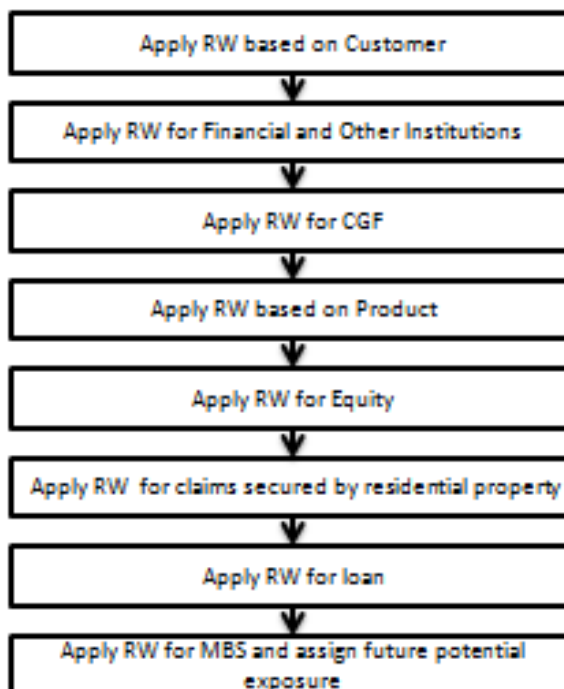 Apply RW based on Customer
Apply RW for Financial and Other Institutions
Apply RW for CGF
Apply RW based on Product
Apply RW for Equity
Apply RW for claims secured by residential property
Apply RW for loan
Apply RW for MBS and assign future potential
exposure